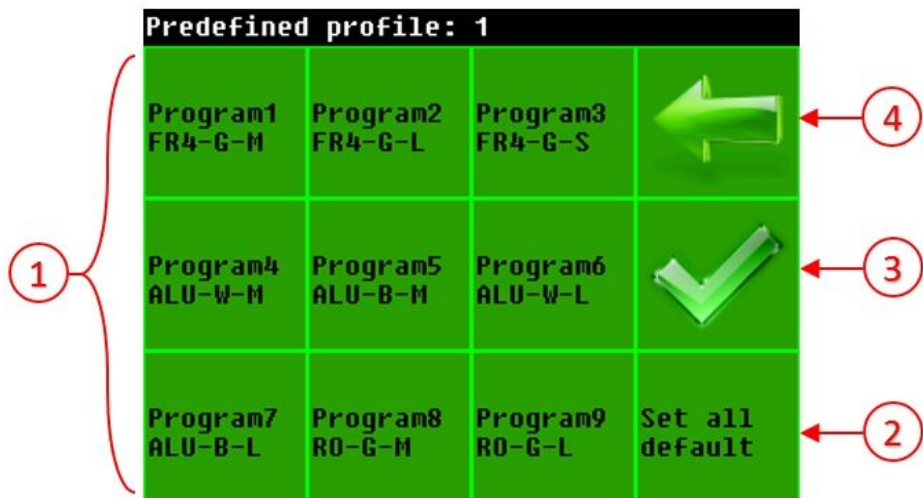 Predefined profile: 1
Program1
FR4-G-M
Program2
FR4-G-L
Program3
FR4-G-S
4
Program4
ALU-W-M
Program5
ALU-B-M
Program6
ALU-W-L
3
1
Program7
ALU-B-L
Program8
RO-G-M
Program9
RO-G-L
Set all
default
2